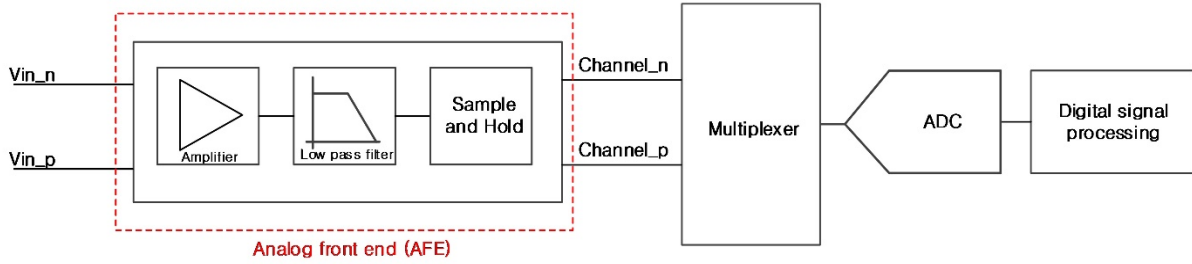 Vin_n
Vin_p
Amplifier
Low pass filter
Sample
and Hold
Analog front end (AFE)
Channel_n
Channel_p
Multiplexer
ADC
Digital signal
processing